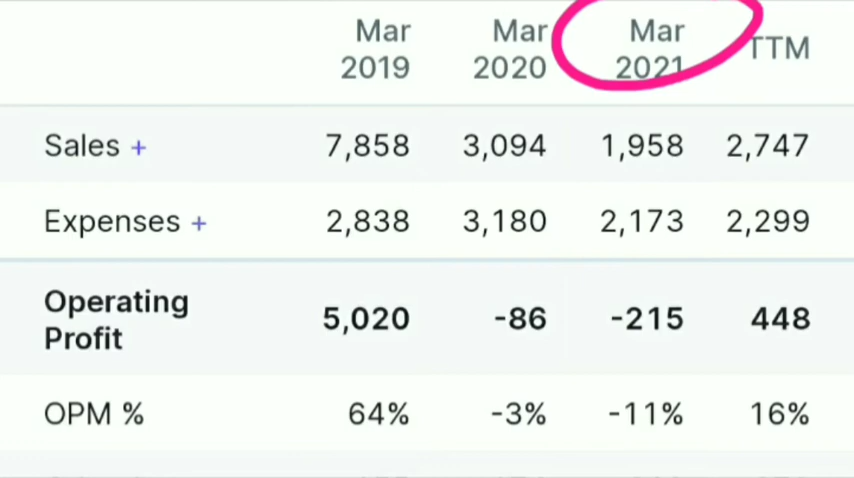 Mar 2019 Mar 2020 Mar 2021 TTM
Sales + 7,858 3,094 1,958 2,747
Expenses + 2,838 3,180 2,173 2,299
Operating Profit 5,020 -86 -215 448
OPM % 64% -3% -11% 16%